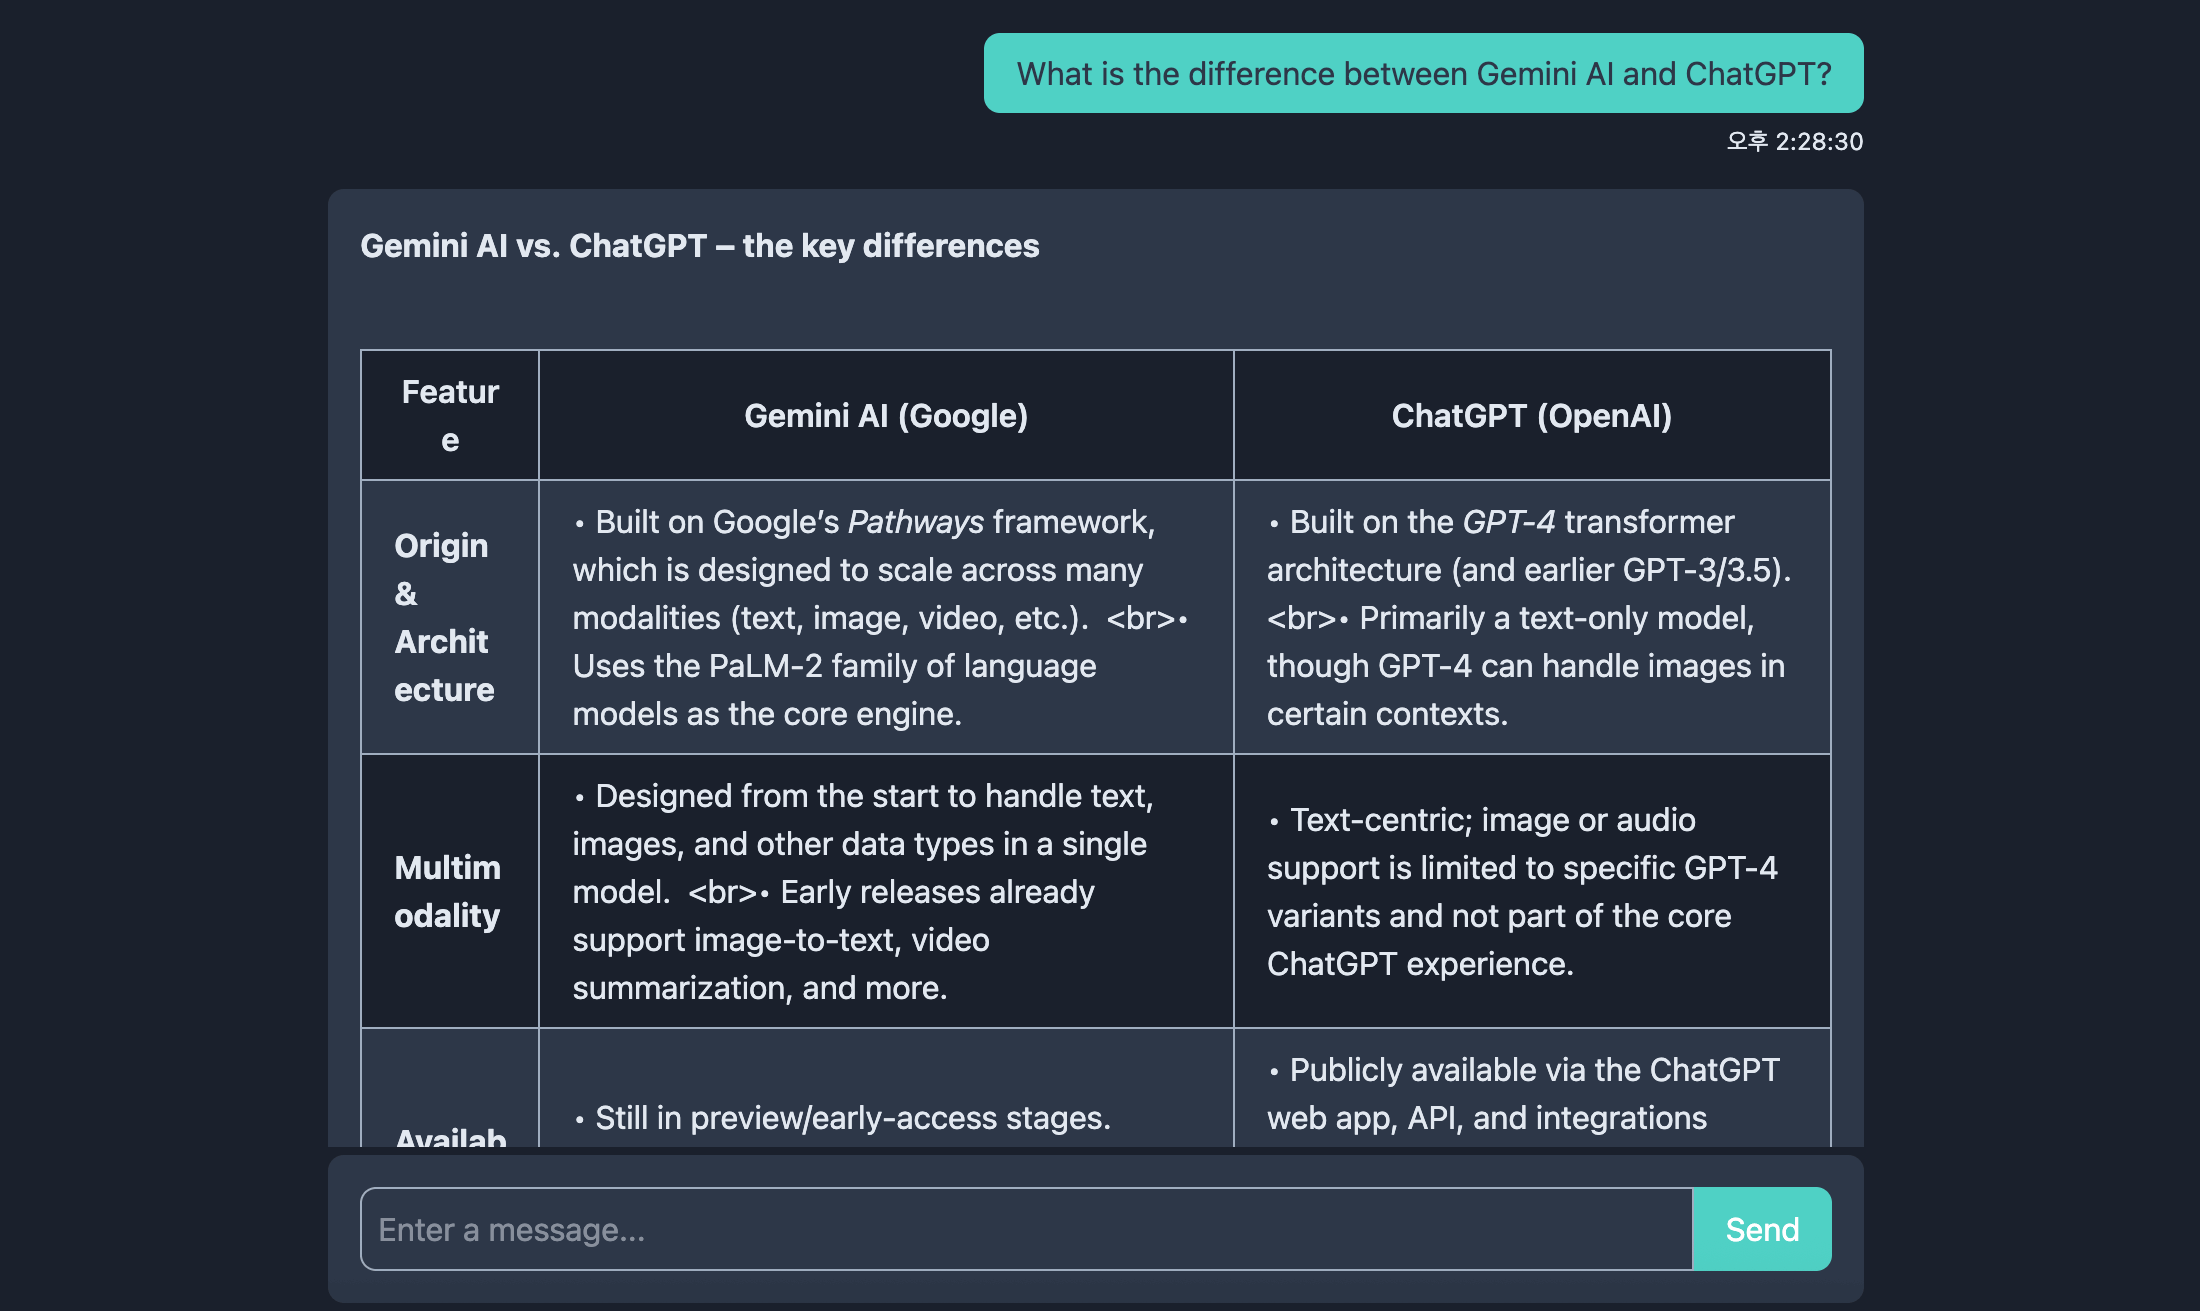 What is the difference between Gemini AI and ChatGPT?
오후 2:28:30
Gemini AI vs. ChatGPT – the key differences
Featur
e
Gemini AI (Google)
ChatGPT (OpenAI)
Origin
&
Archit
ecture
• Built on Google’s Pathways framework,
which is designed to scale across many
modalities (text, image, video, etc.). <br>•
Uses the PaLM-2 family of language
models as the core engine.
• Built on the GPT-4 transformer
architecture (and earlier GPT-3/3.5).
<br>• Primarily a text-only model,
though GPT-4 can handle images in
certain contexts.
Multim
odality
• Designed from the start to handle text,
images, and other data types in a single
model. <br>• Early releases already
support image-to-text, video
summarization, and more.
• Text-centric; image or audio
support is limited to specific GPT-4
variants and not part of the core
ChatGPT experience.
Availab
• Still in preview/early-access stages.
• Publicly available via the ChatGPT
web app, API, and integrations
Enter a message...
Send